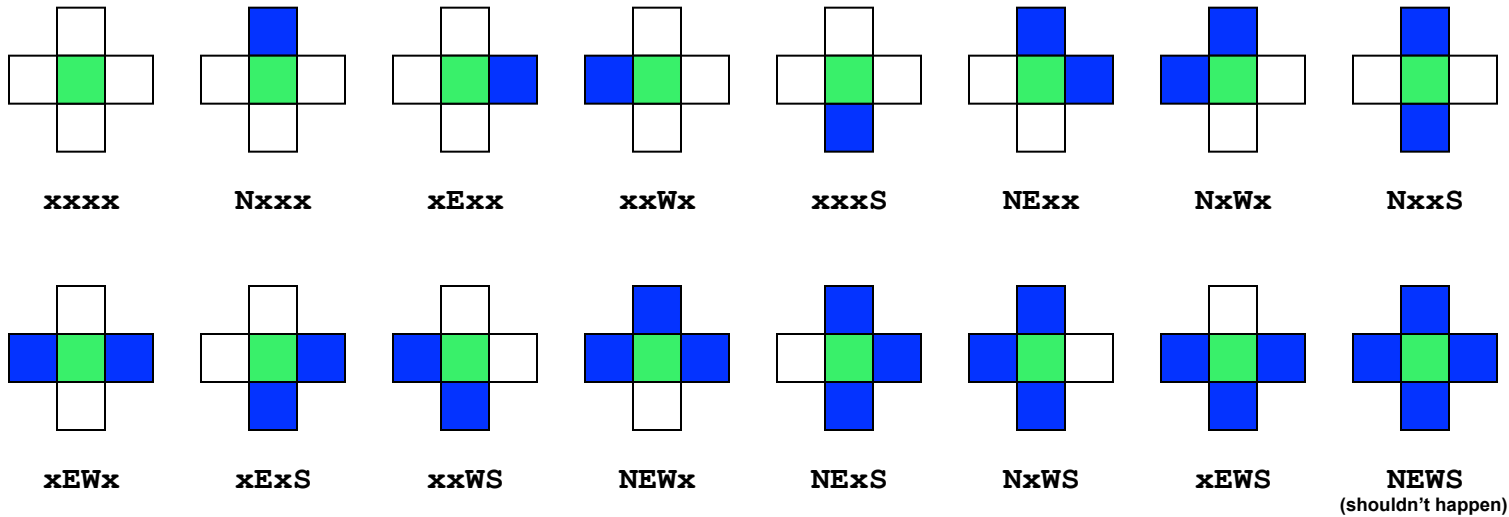 xxxx Nxxx xExx xxWx xxxS NExx NxWx NxxS
xEWx xExS xxWS NEWx NExS NxWS xEWS NEWS
(shouldn't happen)